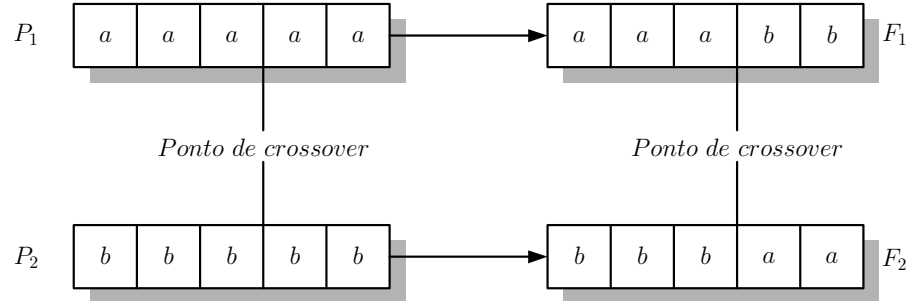 P₁ a a a a a a a a b b F₁
Ponto de crossover Ponto de crossover
P₂ b b b b b b b b a a F₂